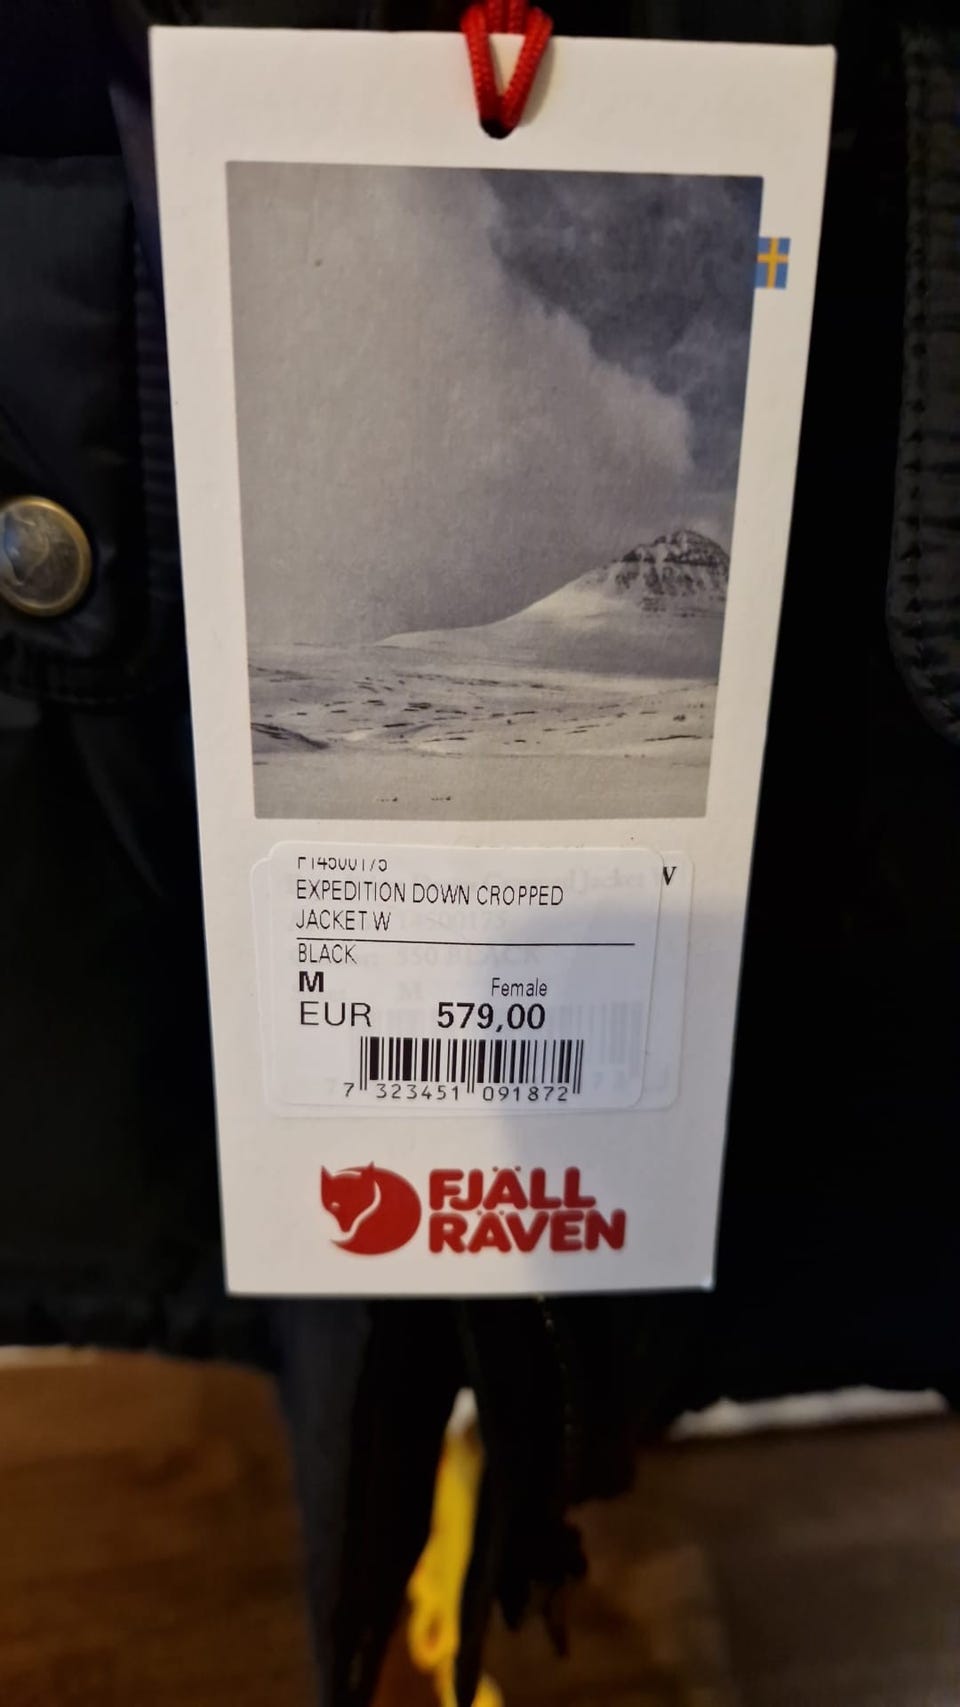 F14500175
EXPEDITION DOWN CROPPED
JACKET W
BLACK
M Female
EUR 579,00
7 323451 091872
W
FJÄLL
RÄVEN